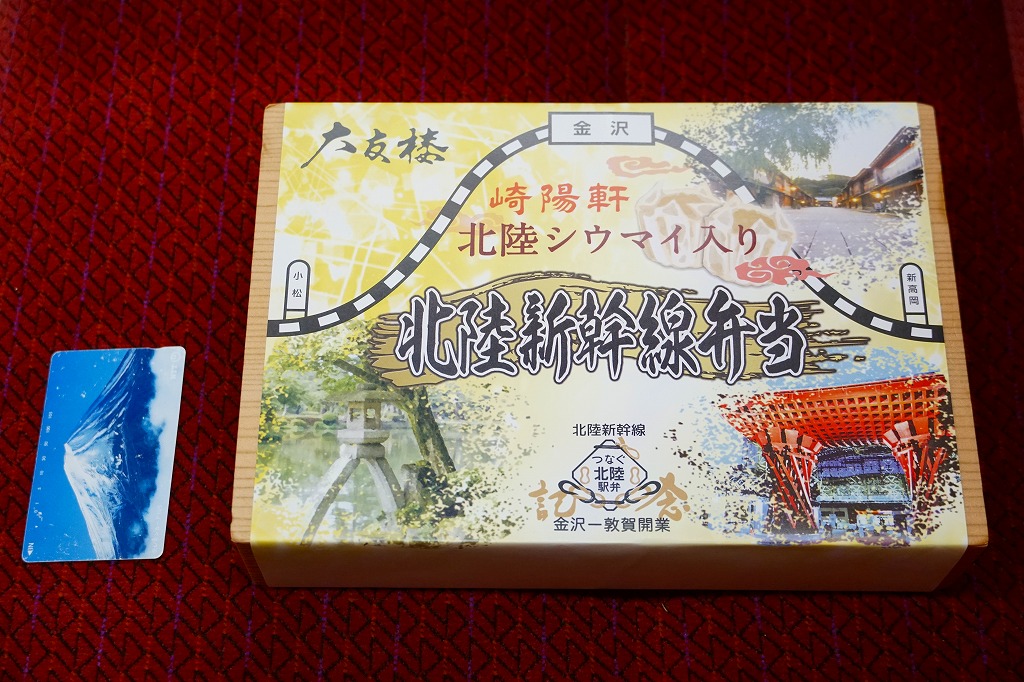 大友楼
金沢
崎陽軒
北陸シウマイ入り
小松
新高岡
北陸新幹線弁当
北陸新幹線
つなぐ
北陸
駅弁
記念
金沢ー敦賀開業